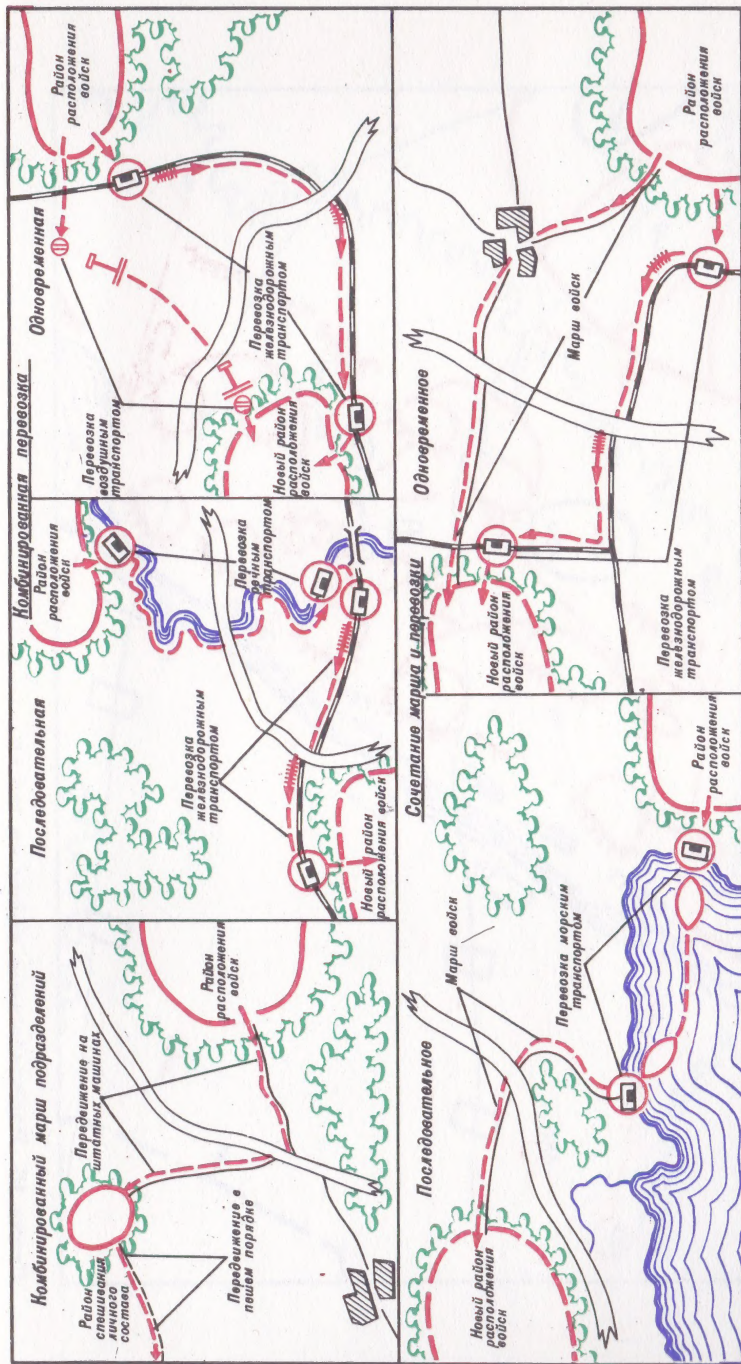 Комбинированный марш подразделений
Район
спешивания
личного
состава
Передвижение на
штатных машинах
Передвижение в
пешем порядке
Район
расположения
войск
Комбинированная перевозка
Последовательная
Район
расположения
войск
Перевозка
речным
транспортом
Перевозка
железнодорожным
транспортом
Новый район
расположения войск
Одновременная
Район
расположения
войск
Перевозка
воздушным
транспортом
Перевозка
железнодорожным
транспортом
Новый район
расположения
войск
Сочетание марша и перевозки
Последовательное
Новый район
расположения
войск
Марш войск
Перевозка морским
транспортом
Район
расположения
войск
Одновременное
Новый район
расположения
войск
Марш войск
Перевозка
железнодорожным
транспортом
Район
расположения
войск